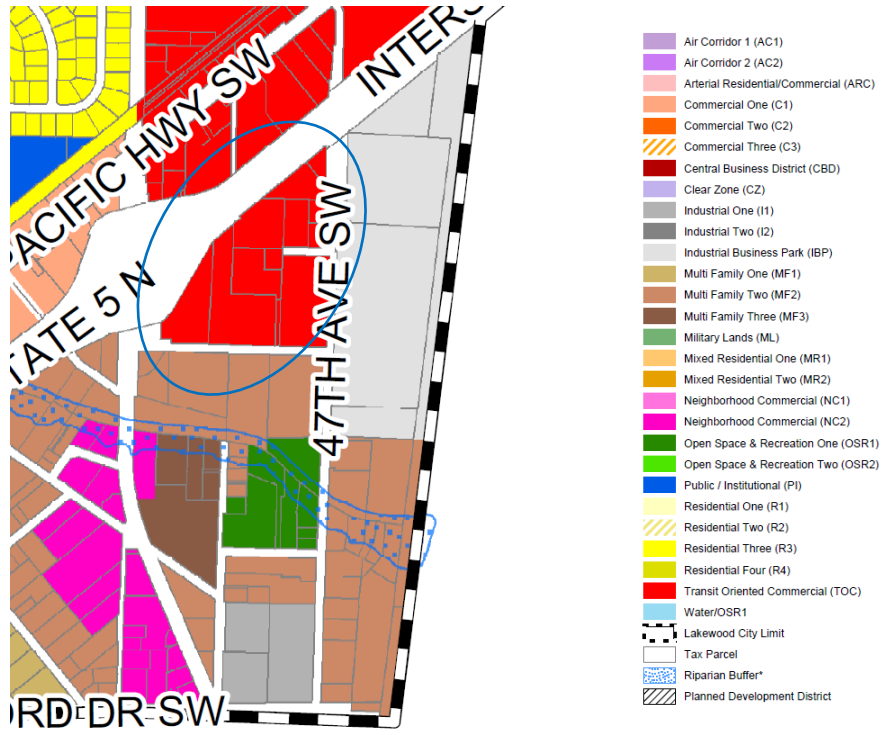 PACIFIC HWY SW
INTERS
TATE 5 N
47TH AVE SW
ORD DR SW
Air Corridor 1 (AC1)
Air Corridor 2 (AC2)
Arterial Residential/Commercial (ARC)
Commercial One (C1)
Commercial Two (C2)
Commercial Three (C3)
Central Business District (CBD)
Clear Zone (CZ)
Industrial One (I1)
Industrial Two (I2)
Industrial Business Park (IBP)
Multi Family One (MF1)
Multi Family Two (MF2)
Multi Family Three (MF3)
Military Lands (ML)
Mixed Residential One (MR1)
Mixed Residential Two (MR2)
Neighborhood Commercial (NC1)
Neighborhood Commercial (NC2)
Open Space & Recreation One (OSR1)
Open Space & Recreation Two (OSR2)
Public / Institutional (PI)
Residential One (R1)
Residential Two (R2)
Residential Three (R3)
Residential Four (R4)
Transit Oriented Commercial (TOC)
Water/OSR1
Lakewood City Limit
Tax Parcel
Riparian Buffer*
Planned Development District